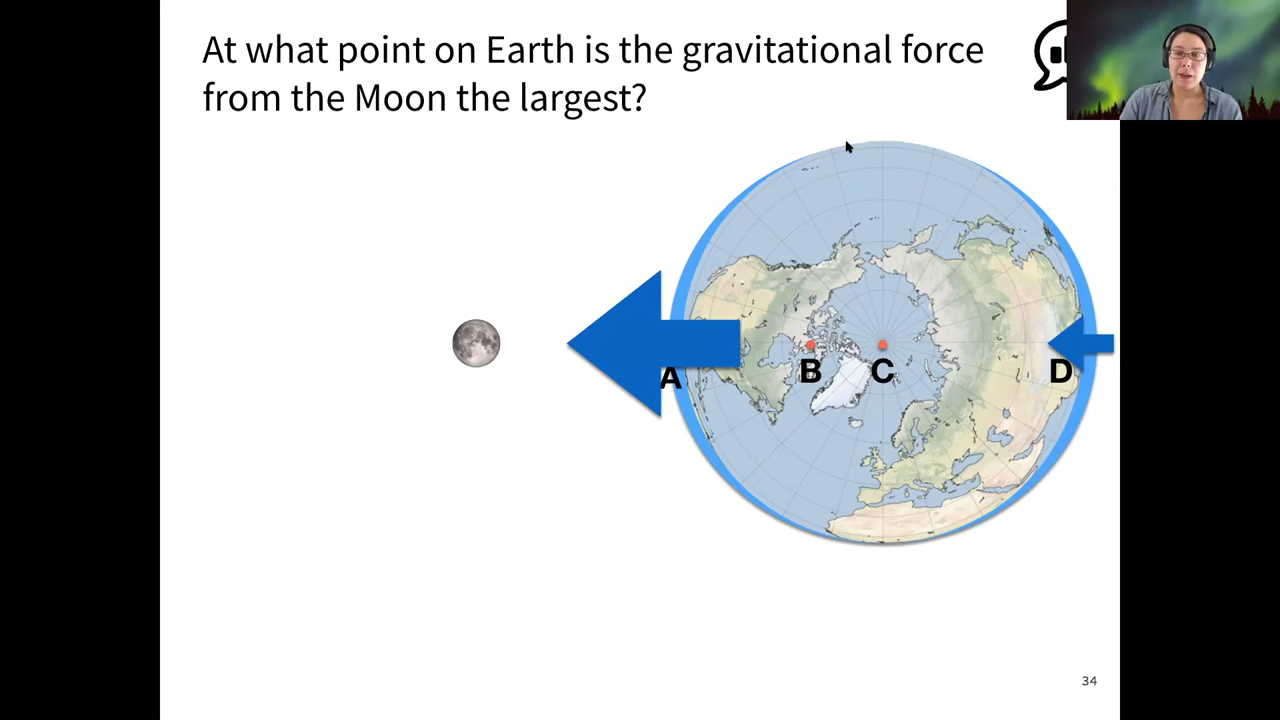 At what point on Earth is the gravitational force
from the Moon the largest?
A
B
C
D
34